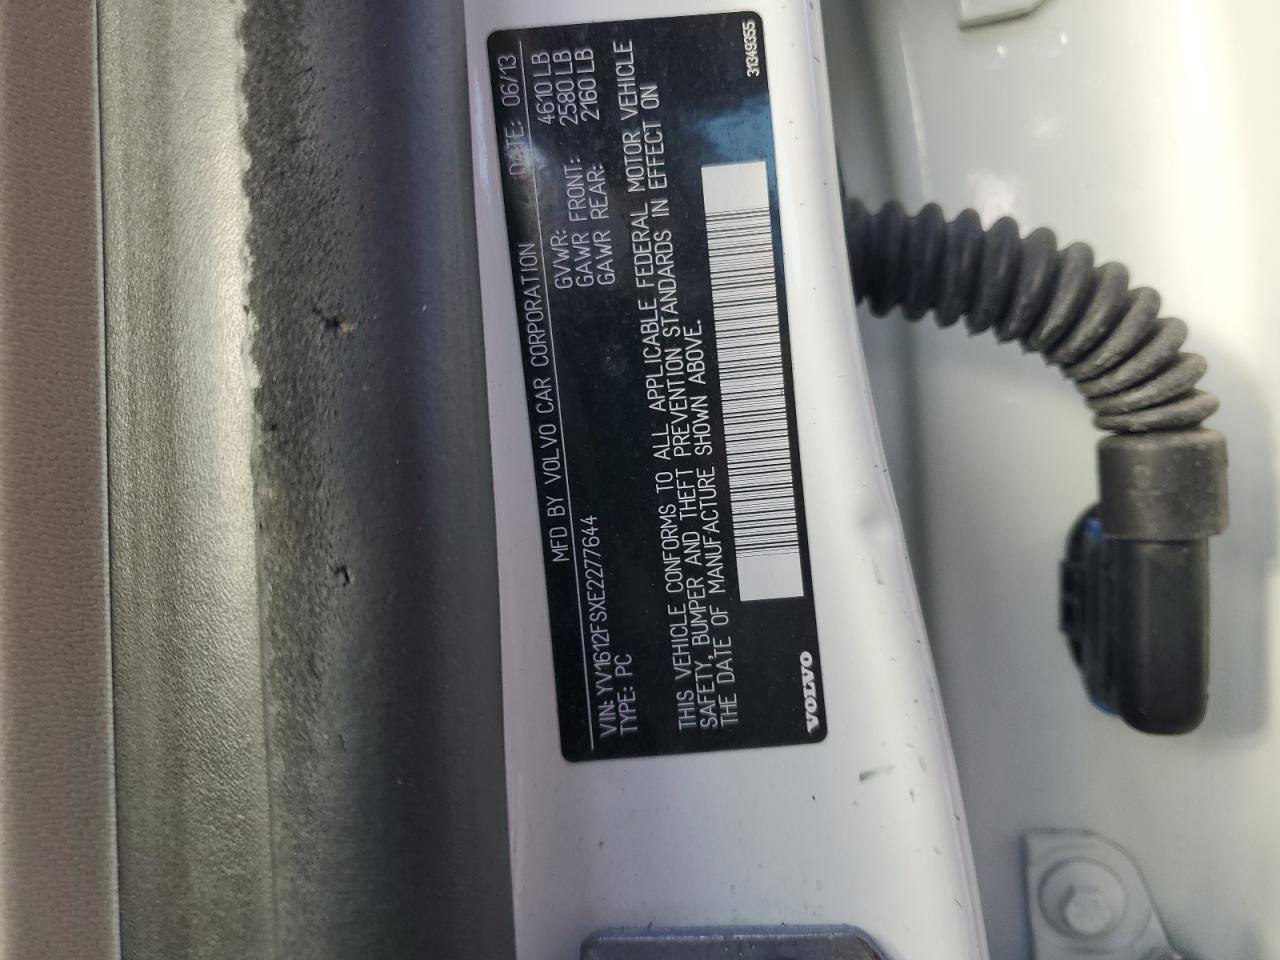 MFD BY VOLVO CAR CORPORATION DATE: 06/13
GVWR: 4610 LB
GAWR FRONT: 2580 LB
GAWR REAR: 2160 LB
VIN: YV1612FSXE2277644
TYPE: PC
THIS VEHICLE CONFORMS TO ALL APPLICABLE FEDERAL MOTOR VEHICLE
SAFETY, BUMPER AND THEFT PREVENTION STANDARDS IN EFFECT ON
THE DATE OF MANUFACTURE SHOWN ABOVE.
VOLVO
31349355